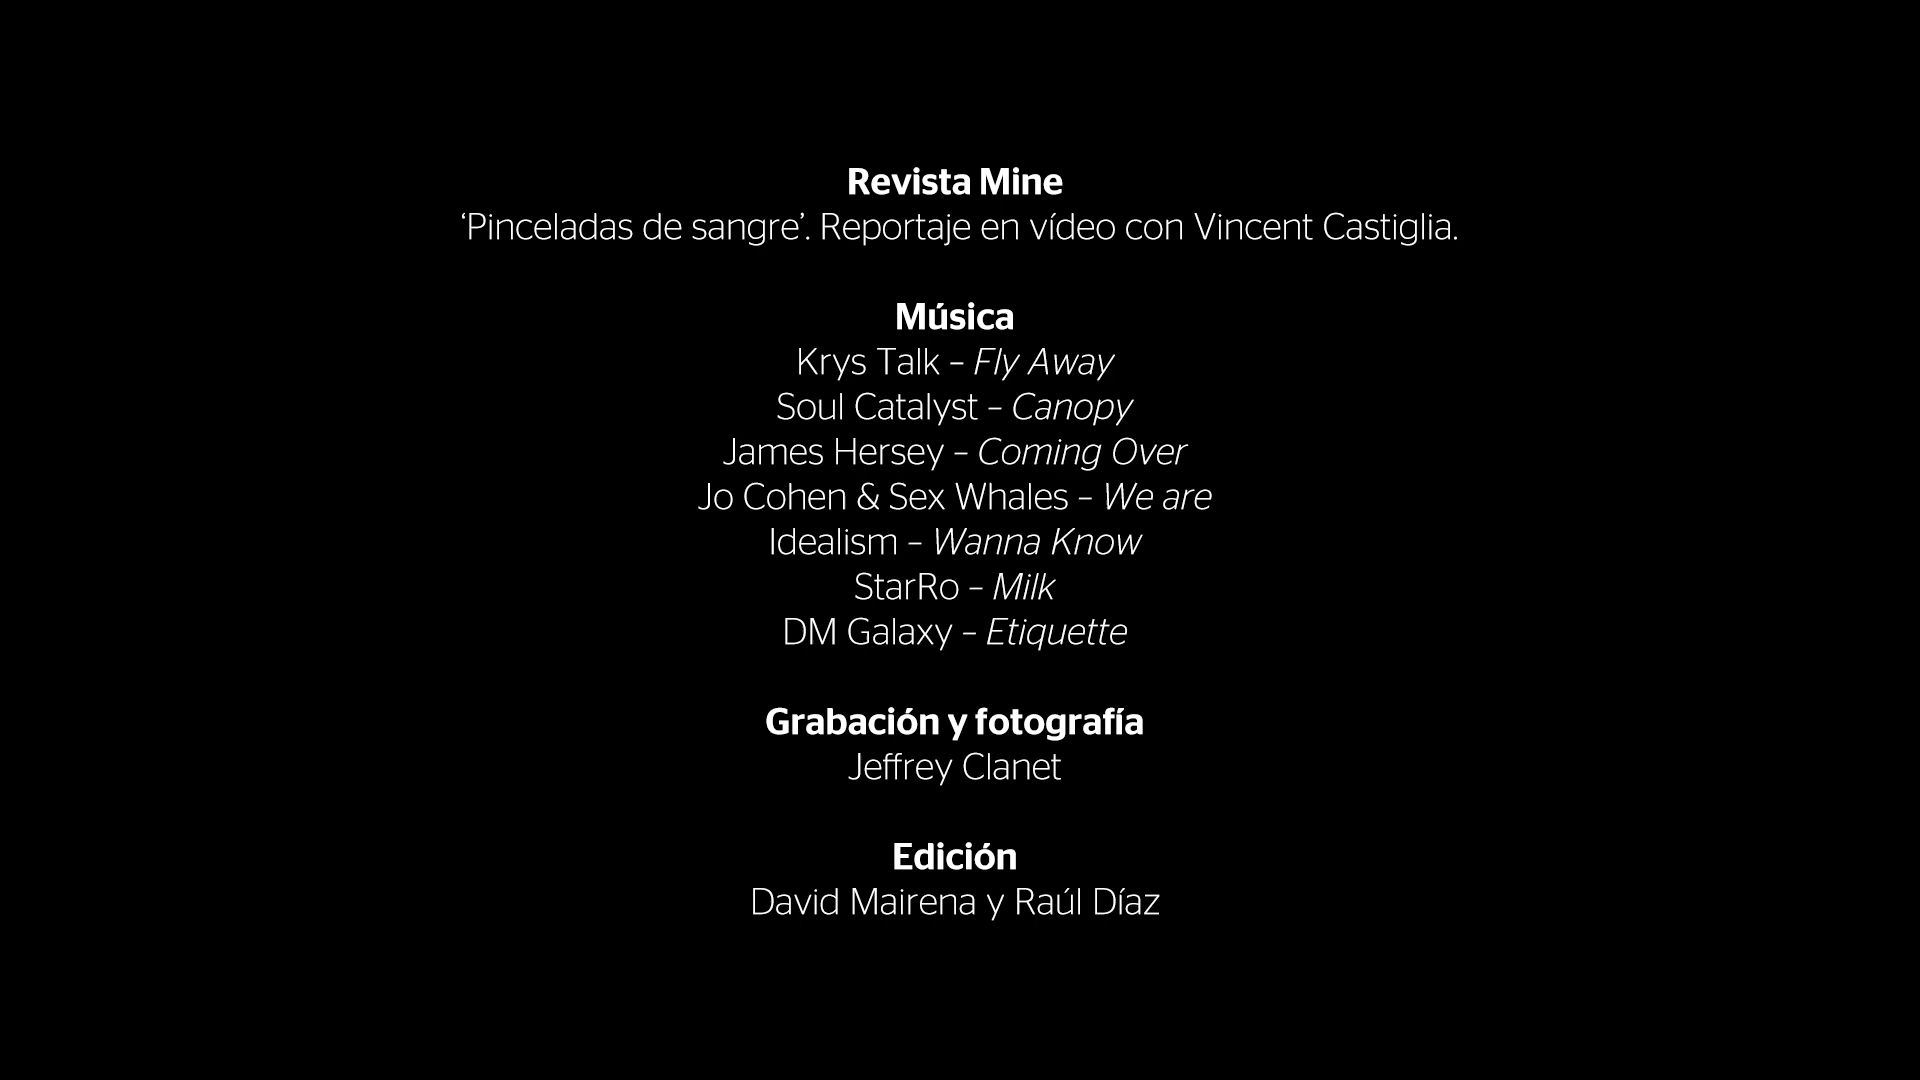 Revista Mine
‘Pinceladas de sangre’. Reportaje en vídeo con Vincent Castiglia.
Música
Krys Talk – Fly Away
Soul Catalyst – Canopy
James Hersey – Coming Over
Jo Cohen & Sex Whales – We are
Idealism – Wanna Know
StarRo – Milk
DM Galaxy – Etiquette
Grabación y fotografía
Jeffrey Clanet
Edición
David Mairena y Raúl Díaz